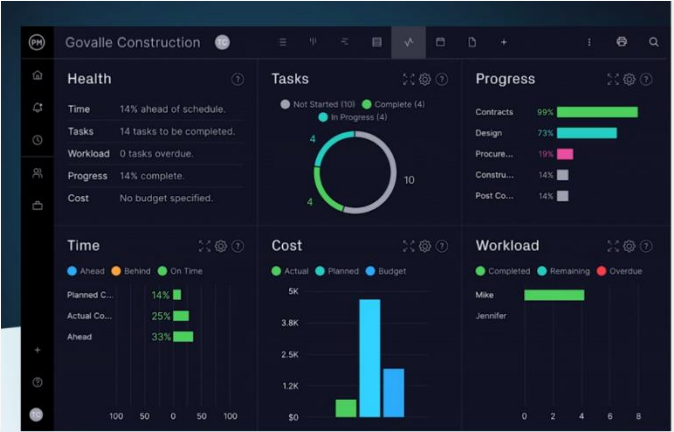 PM
Govalle Construction
TC
Health
?
Time 14% ahead of schedule.
Tasks 14 tasks to be completed.
Workload 0 tasks overdue.
Progress 14% complete.
Cost No budget specified.
Tasks
?
Not Started (10) Complete (4)
In Progress (4)
4
10
4
Progress
?
Contracts 99%
Design 73%
Procure... 19%
Constru... 14%
Post Co... 14%
Time
?
Ahead Behind On Time
Planned C... 14%
Actual Co... 25%
Ahead 33%
100 50 0 50 100
Cost
?
Actual Planned Budget
5K
3.8K
2.5K
1.2K
$0
Workload
?
Completed Remaining Overdue
Mike
Jennifer
0 2 4 6 8
+
?
TC